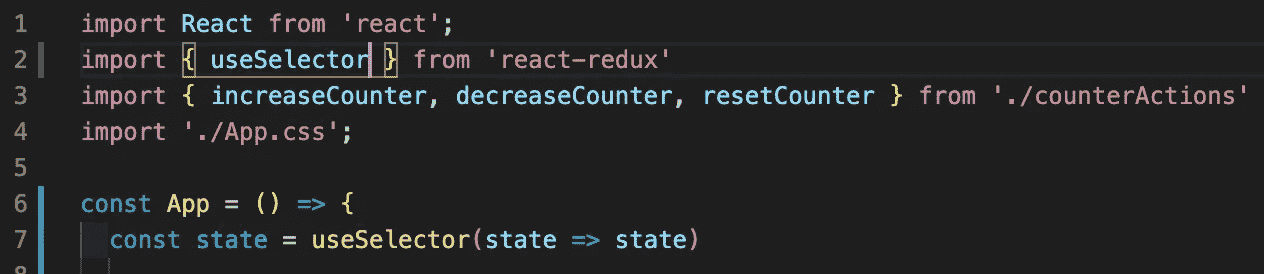 1 import React from 'react';
2 import { useSelector } from 'react-redux'
3 import { increaseCounter, decreaseCounter, resetCounter } from './counterActions'
4 import './App.css';
5
6 const App = () => {
7 const state = useSelector(state => state)
8